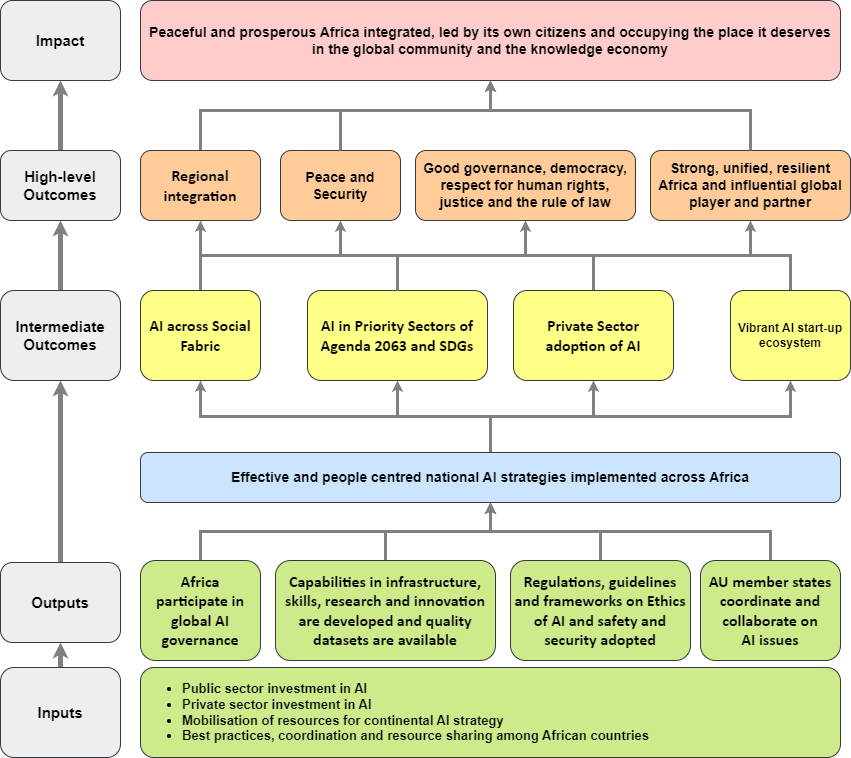 Impact
Peaceful and prosperous Africa integrated, led by its own citizens and occupying the place it deserves
in the global community and the knowledge economy
High-level
Outcomes
Regional
integration
Peace and
Security
Good governance, democracy,
respect for human rights,
justice and the rule of law
Strong, unified, resilient
Africa and influential global
player and partner
Intermediate
Outcomes
AI across Social
Fabric
AI in Priority Sectors of
Agenda 2063 and SDGs
Private Sector
adoption of AI
Vibrant AI start-up
ecosystem
Effective and people centred national AI strategies implemented across Africa
Outputs
Africa
participate in
global AI
governance
Capabilities in infrastructure,
skills, research and innovation
are developed and quality
datasets are available
Regulations, guidelines
and frameworks on Ethics
of AI and safety and
security adopted
AU member states
coordinate and
collaborate on
AI issues
Inputs
• Public sector investment in AI
• Private sector investment in AI
• Mobilisation of resources for continental AI strategy
• Best practices, coordination and resource sharing among African countries